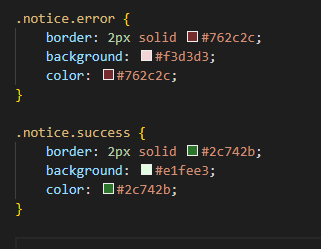 .notice.error {
border: 2px solid #762c2c;
background: #f3d3d3;
color: #762c2c;
}
.notice.success {
border: 2px solid #2c742b;
background: #e1fee3;
color: #2c742b;
}